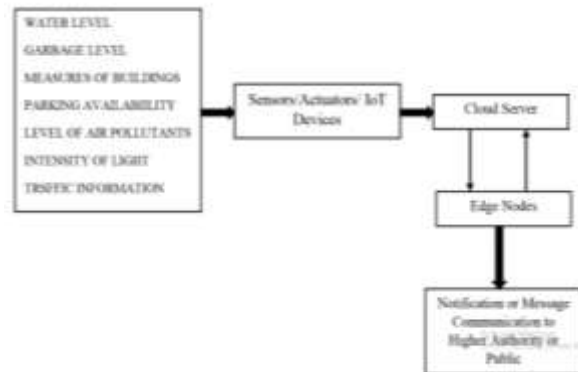 WATER LEVEL
GARBAGE LEVEL
MEASURES OF BUILDINGS
PARKING AVAILABILITY
LEVEL OF AIR POLLUTANTS
INTENSITY OF LIGHT
TRSFFIC INFORMATION
Sensors/Actuators/ IoT
Devices
Cloud Server
Edge Nodes
Notification or Message
Communication to
Higher Authority or...
Public